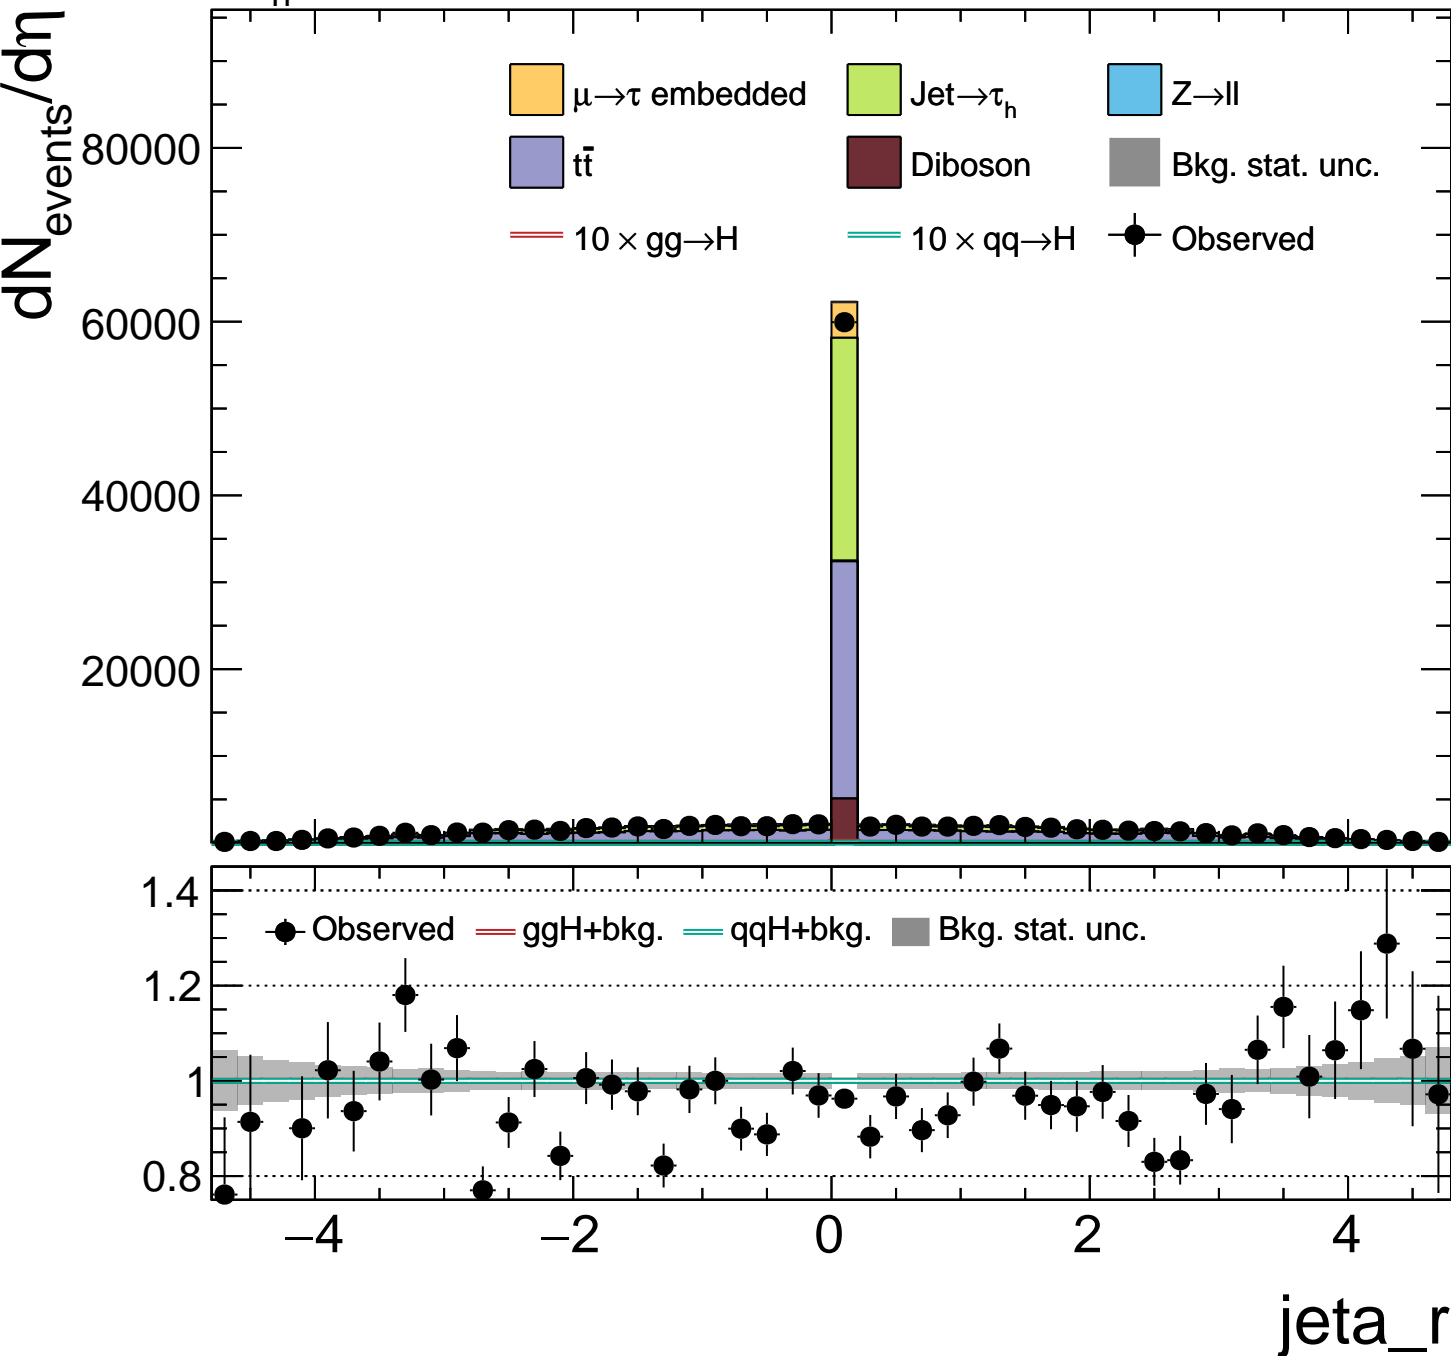 dN_events/dη
μ→τ embedded Jet→τ_h Z→ll
tt̄ Diboson Bkg. stat. unc.
10 × gg→H 10 × qq→H Observed
80000
60000
40000
20000
1.4
Observed ggH+bkg. qqH+bkg. Bkg. stat. unc.
1.2
1
0.8
−4 −2 0 2 4
jeta_r